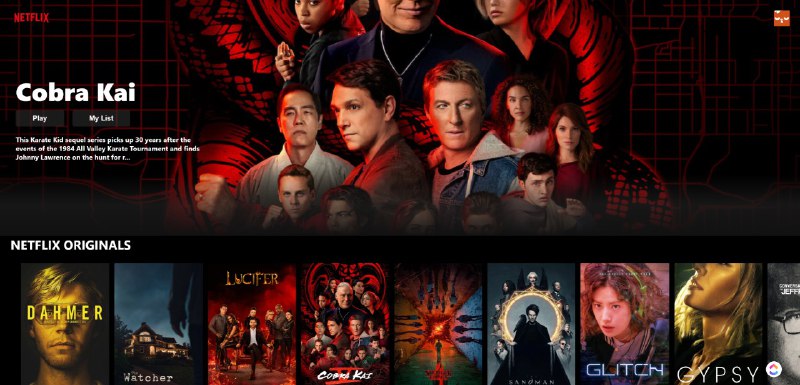 NETFLIX
Cobra Kai
Play
My List
This Karate Kid sequel series picks up 30 years after the
events of the 1984 All Valley Karate Tournament and finds
Johnny Lawrence on the hunt for r...
NETFLIX ORIGINALS
DAHMER
The
Watcher
LUCIFER
COBRA KAI
SANDMAN
GLITCH
GYPSY
JEFF